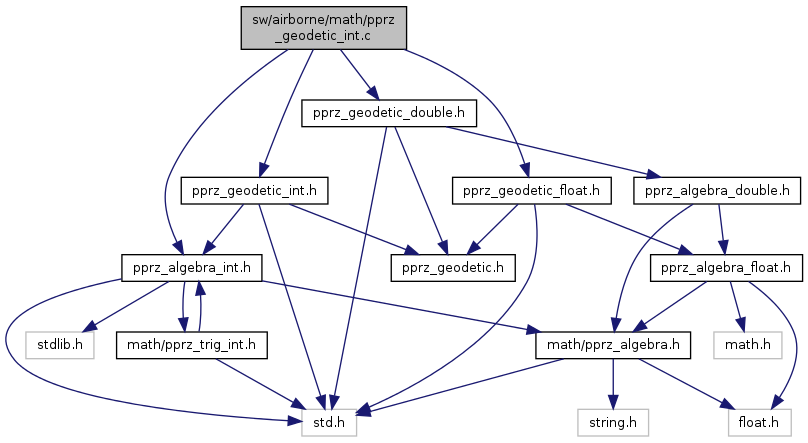 sw/airborne/math/pprz
_geodetic_int.c
pprz_geodetic_double.h
pprz_geodetic_int.h
pprz_geodetic_float.h
pprz_algebra_double.h
pprz_algebra_int.h
pprz_geodetic.h
pprz_algebra_float.h
stdlib.h
math/pprz_trig_int.h
math/pprz_algebra.h
math.h
std.h
string.h
float.h